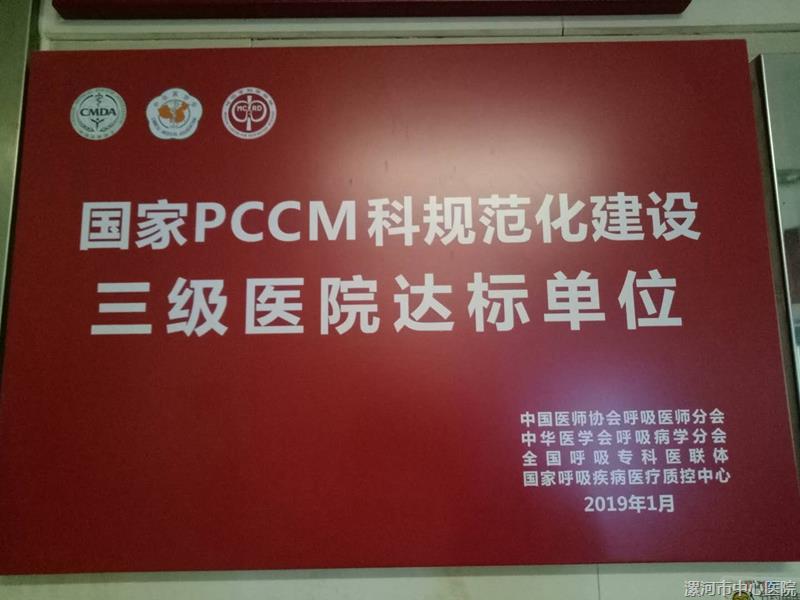 CMDA
MCRD
国家PCCM科规范化建设
三级医院达标单位
中国医师协会呼吸医师分会
中华医学会呼吸病学分会
全国呼吸专科医联体
国家呼吸疾病医疗质控中心
2019年1月
漯河市中心医院